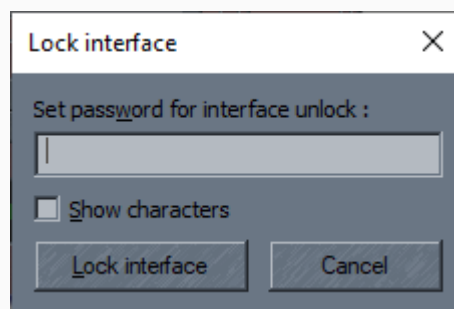 Lock interface
Set password for interface unlock :
Show characters
Lock interface
Cancel